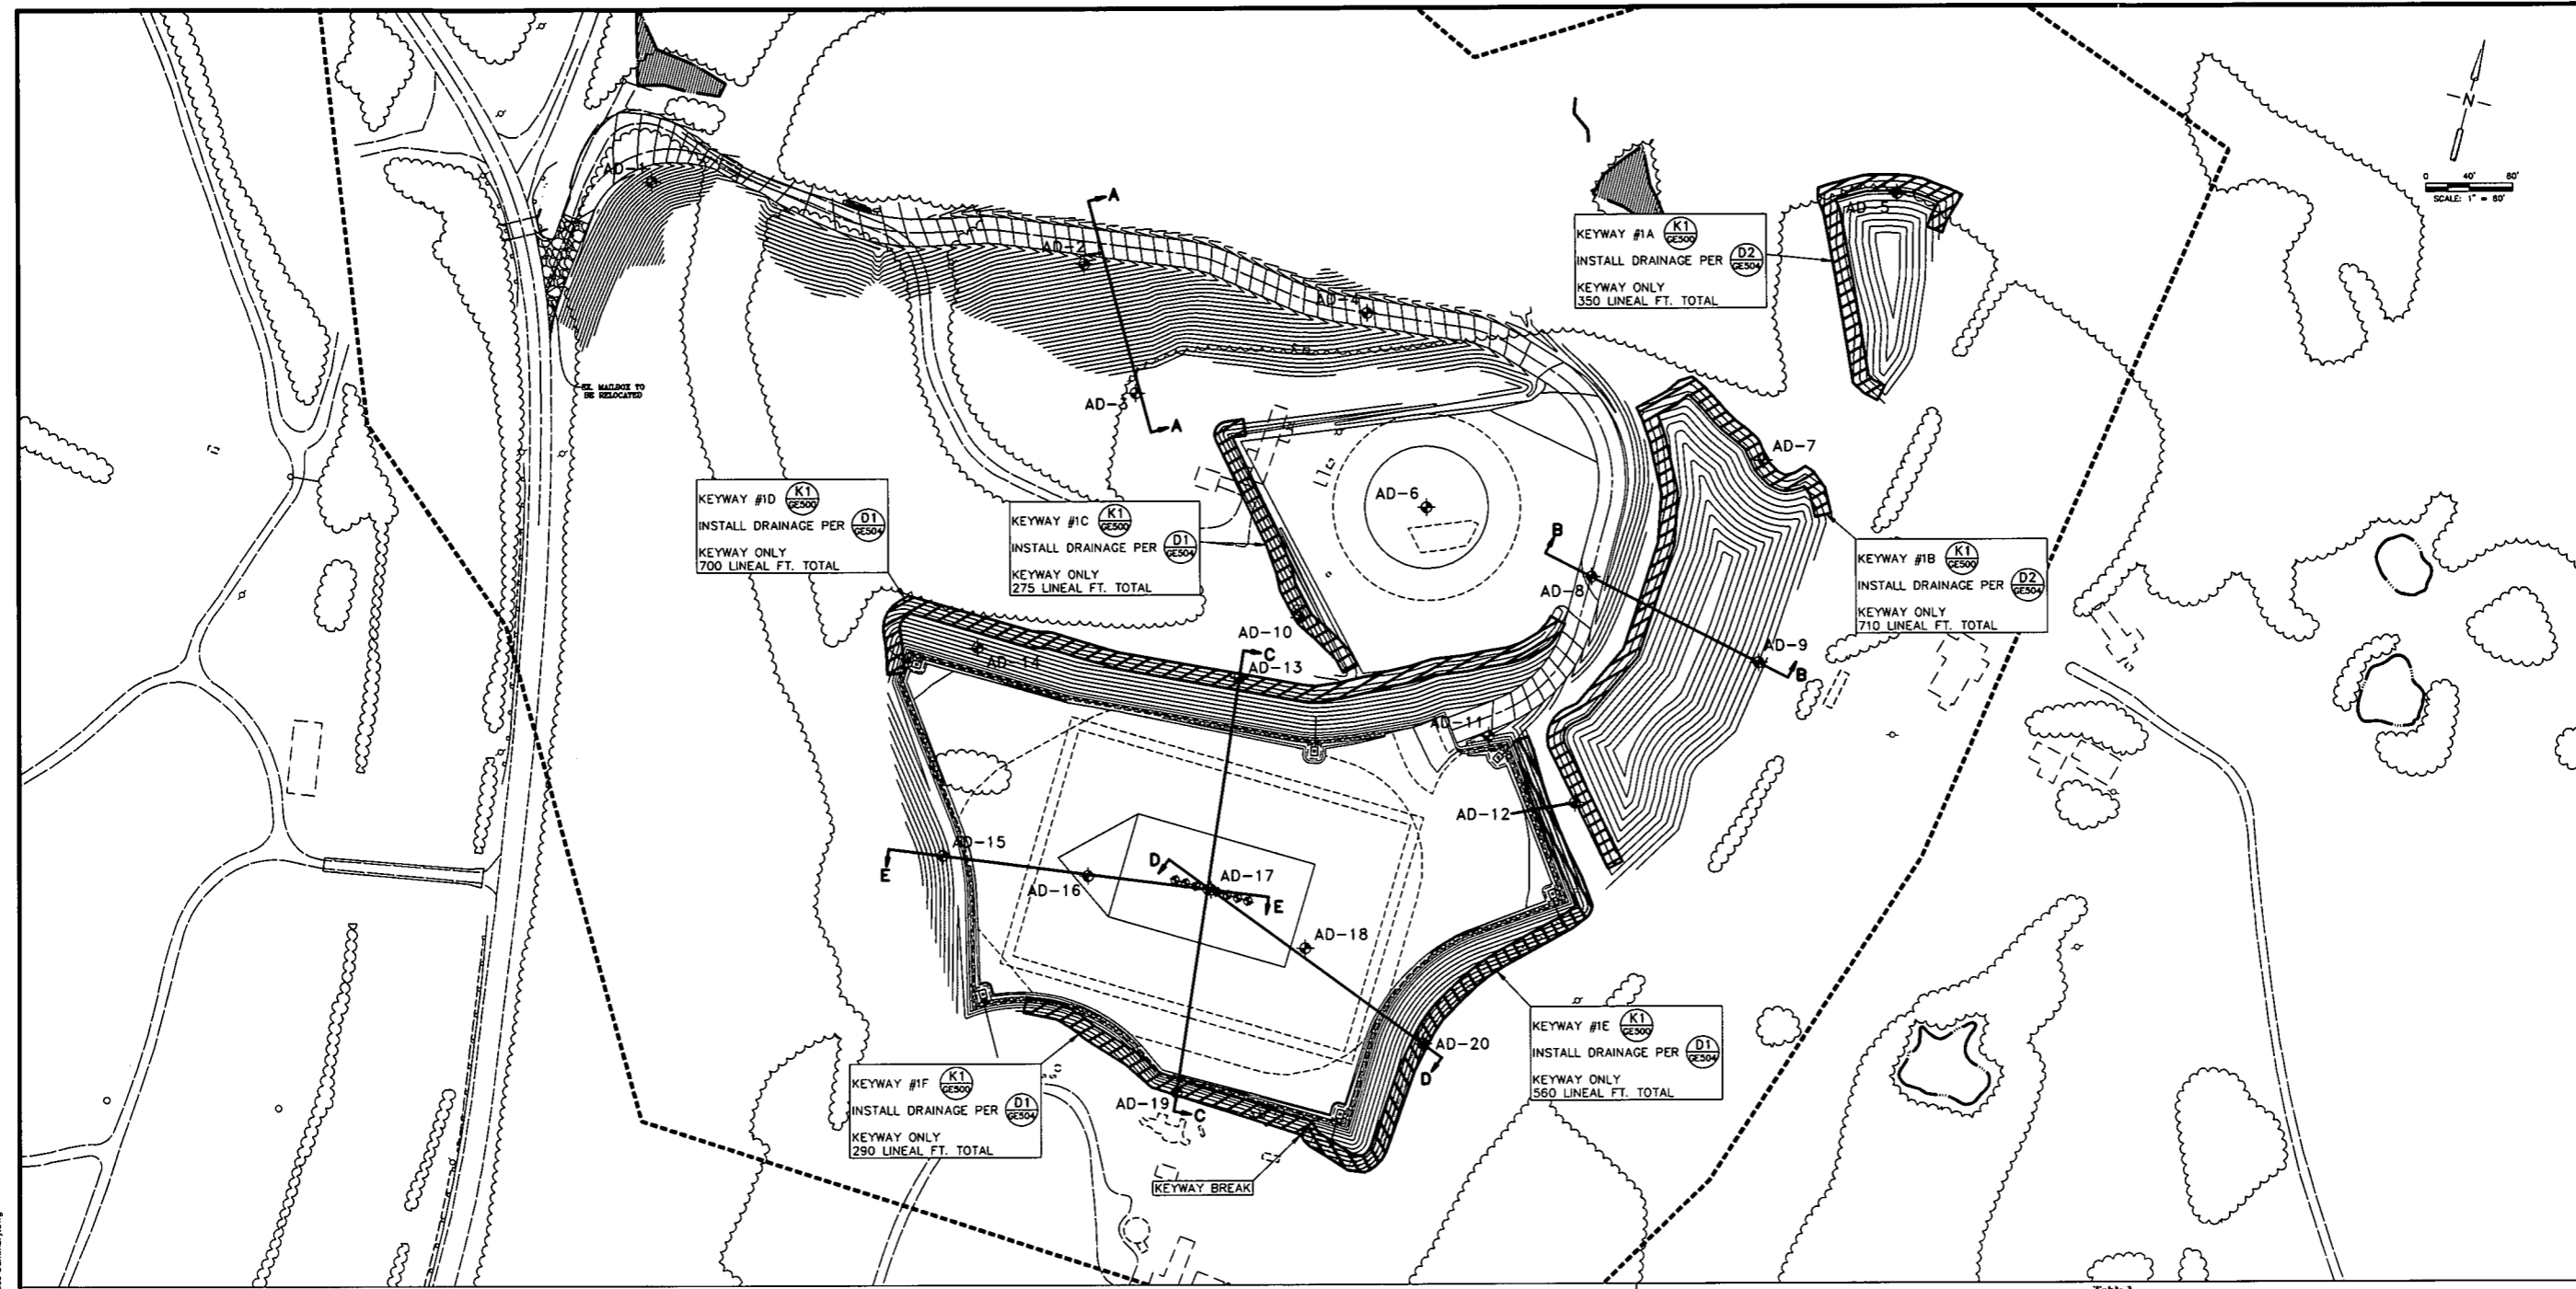 N
0 40' 80'
SCALE: 1" = 80'
A
AD-1
AD-2
AD-4
AD-5
KEYWAY #1A K1 GE500
INSTALL DRAINAGE PER D2 GE504
KEYWAY ONLY
350 LINEAL FT. TOTAL
EX. MAILBOX TO
BE RELOCATED
AD-3
A
AD-7
AD-6
KEYWAY #1D K1 GE500
INSTALL DRAINAGE PER D1 GE504
KEYWAY ONLY
700 LINEAL FT. TOTAL
KEYWAY #1C K1 GE500
INSTALL DRAINAGE PER D1 GE504
KEYWAY ONLY
275 LINEAL FT. TOTAL
B
AD-8
KEYWAY #1B K1 GE500
INSTALL DRAINAGE PER D2 GE504
KEYWAY ONLY
710 LINEAL FT. TOTAL
AD-10
C
AD-14
AD-13
AD-9
B
AD-11
AD-12
AD-15
E
D
AD-16
AD-17
E
AD-18
KEYWAY #1E K1 GE500
INSTALL DRAINAGE PER D1 GE504
KEYWAY ONLY
560 LINEAL FT. TOTAL
AD-20
D
KEYWAY #1F K1 GE500
INSTALL DRAINAGE PER D1 GE504
KEYWAY ONLY
290 LINEAL FT. TOTAL
AD-19
C
KEYWAY BREAK